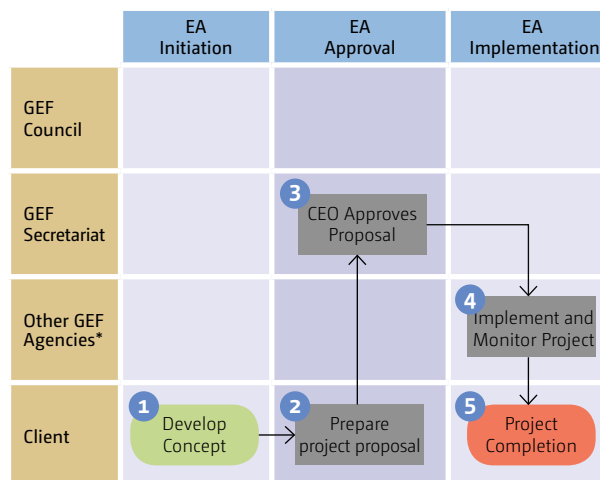 EA
Initiation
EA
Approval
EA
Implementation
GEF
Council
GEF
Secretariat
3
CEO Approves
Proposal
Other GEF
Agencies*
4
Implement and
Monitor Project
Client
1
Develop
Concept
2
Prepare
project proposal
5
Project
Completion